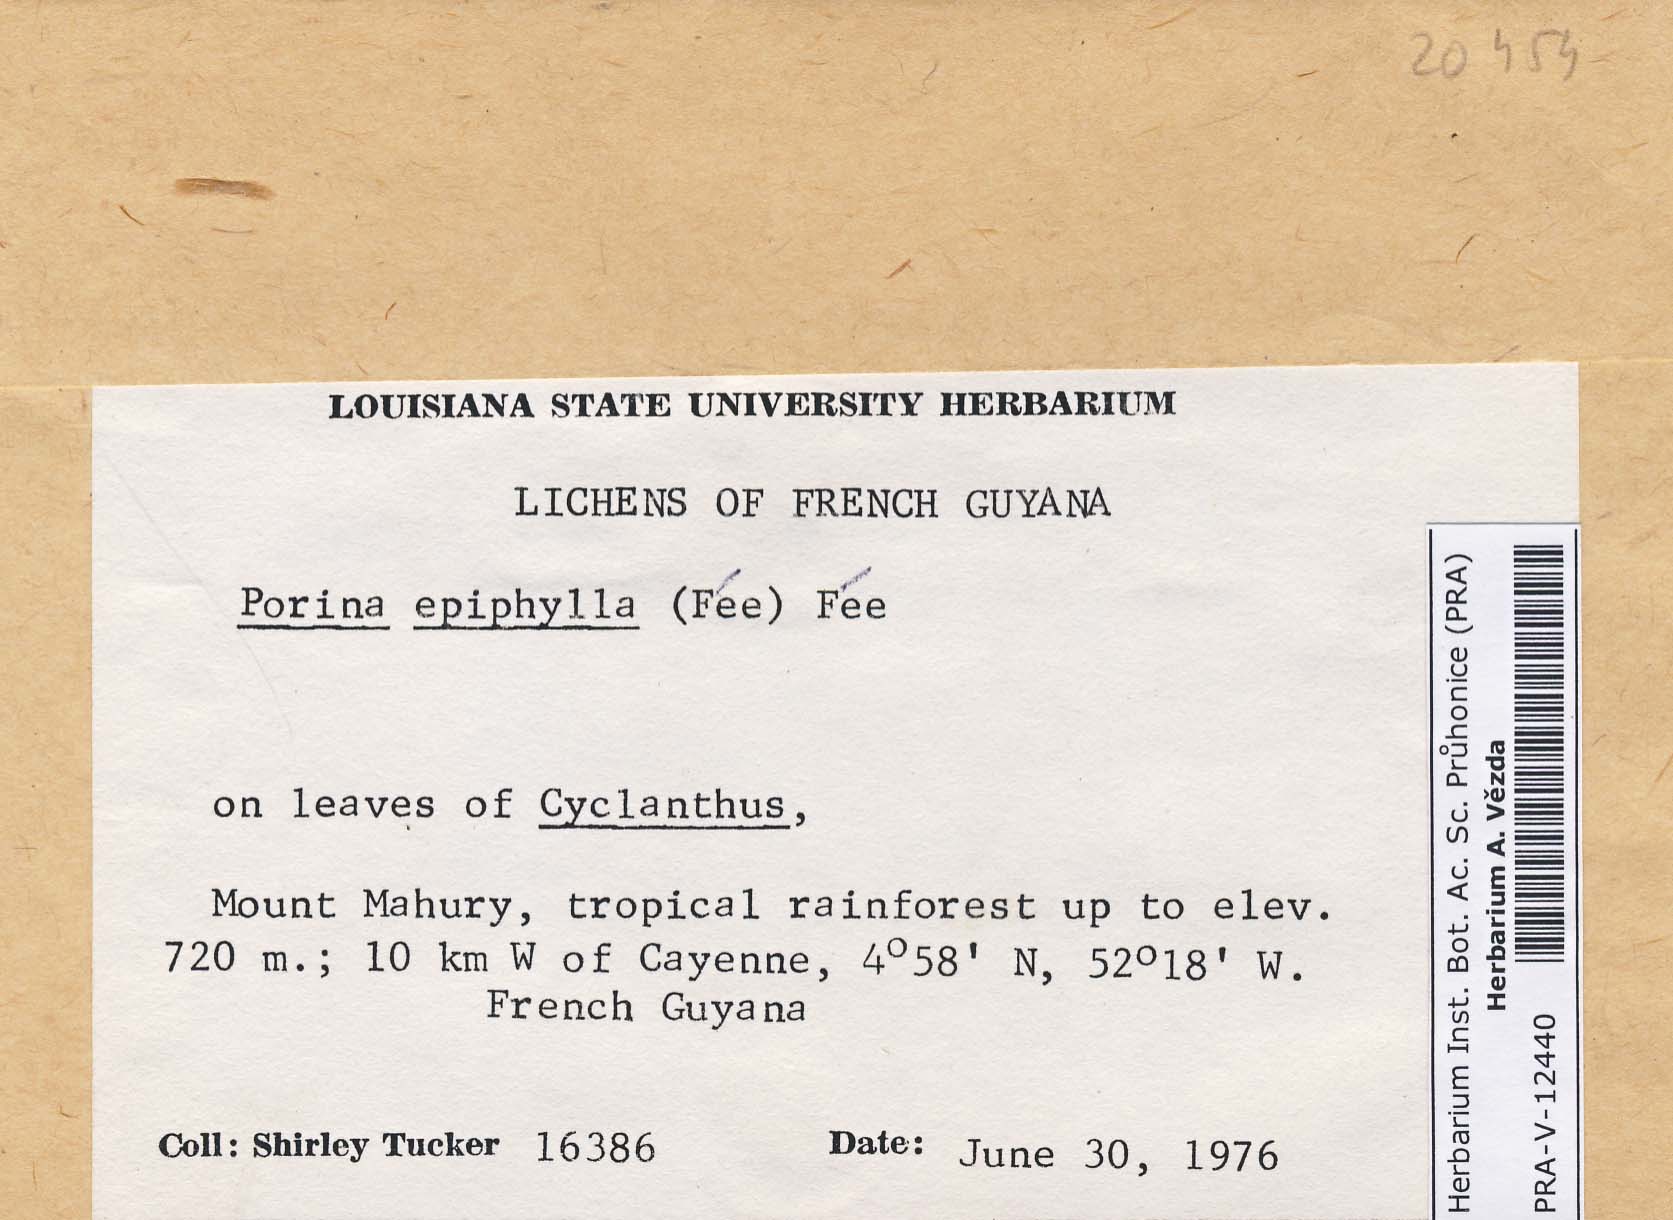 20454
LOUISIANA STATE UNIVERSITY HERBARIUM
LICHENS OF FRENCH GUYANA
Porina epiphylla (Fée) Fée
on leaves of Cyclanthus,
Mount Mahury, tropical rainforest up to elev.
720 m.; 10 km W of Cayenne, 4°58' N, 52°18' W.
French Guyana
Coll: Shirley Tucker 16386 Date: June 30, 1976
Herbarium Inst. Bot. Ac. Sc. Průhonice (PRA)
Herbarium A. Vězda
PRA-V-12440